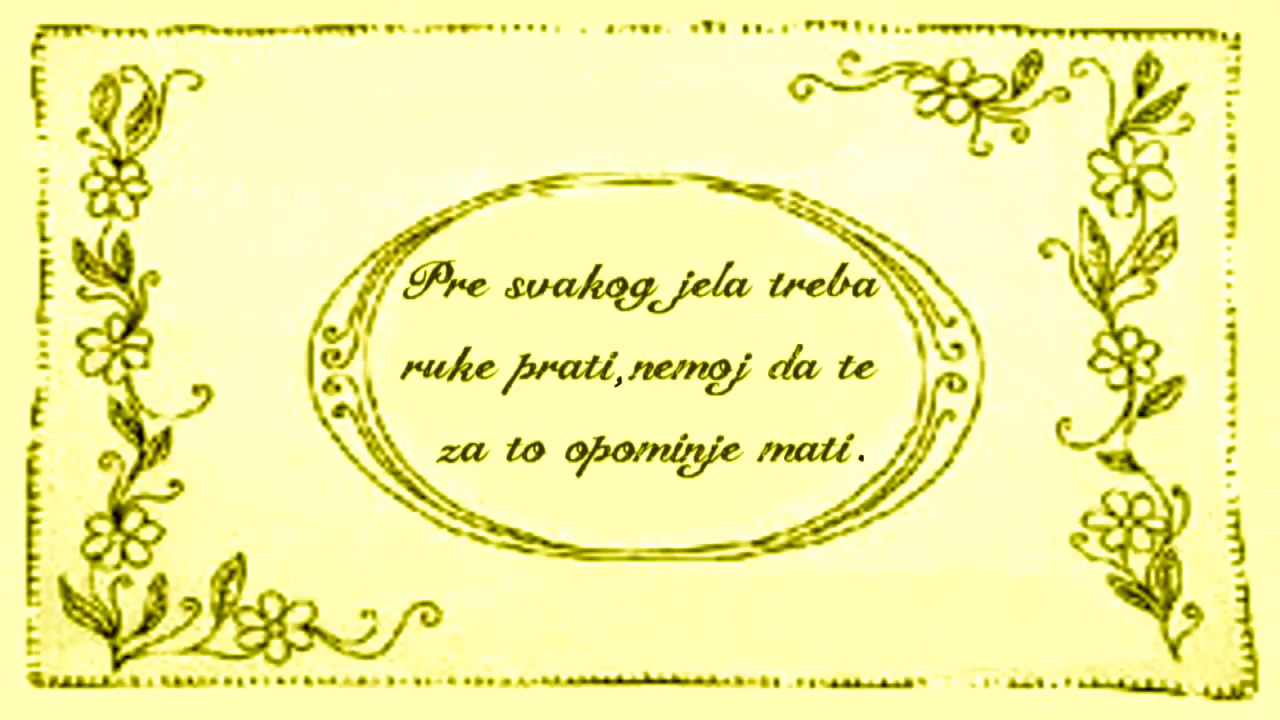 Pre svakog jela treba
ruke prati,nemoj da te
za to opominje mati.